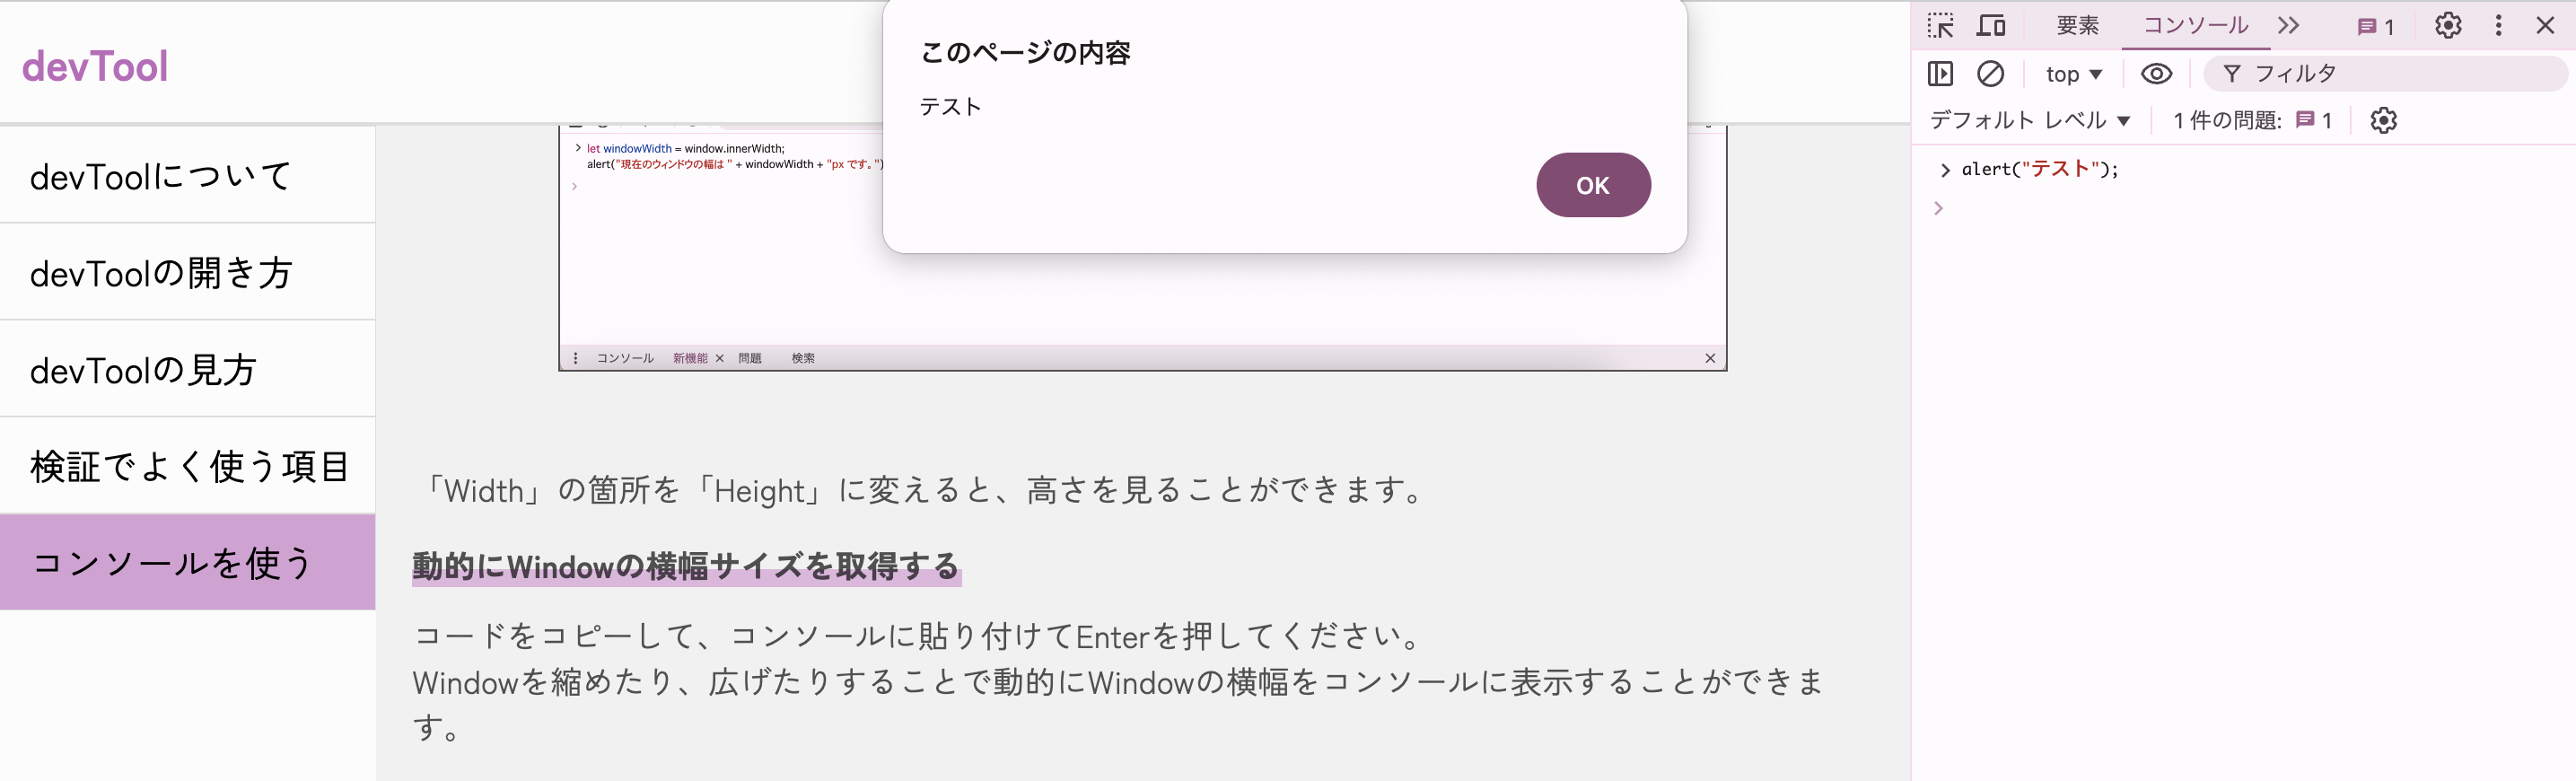 devTool
devToolについて
devToolの開き方
devToolの見方
検証でよく使う項目
コンソールを使う
このページの内容
テスト
OK
let windowWidth = window.innerWidth;
alert("現在のウィンドウの幅は " + windowWidth + "px です。")
コンソール 新機能 問題 検索
「Width」の箇所を「Height」に変えると、高さを見ることができます。
動的にWindowの横幅サイズを取得する
コードをコピーして、コンソールに貼り付けてEnterを押してください。
Windowを縮めたり、広げたりすることで動的にWindowの横幅をコンソールに表示することができま
す。
要素 コンソール 1
top フィルタ
デフォルト レベル 1 件の問題: 1
alert("テスト");